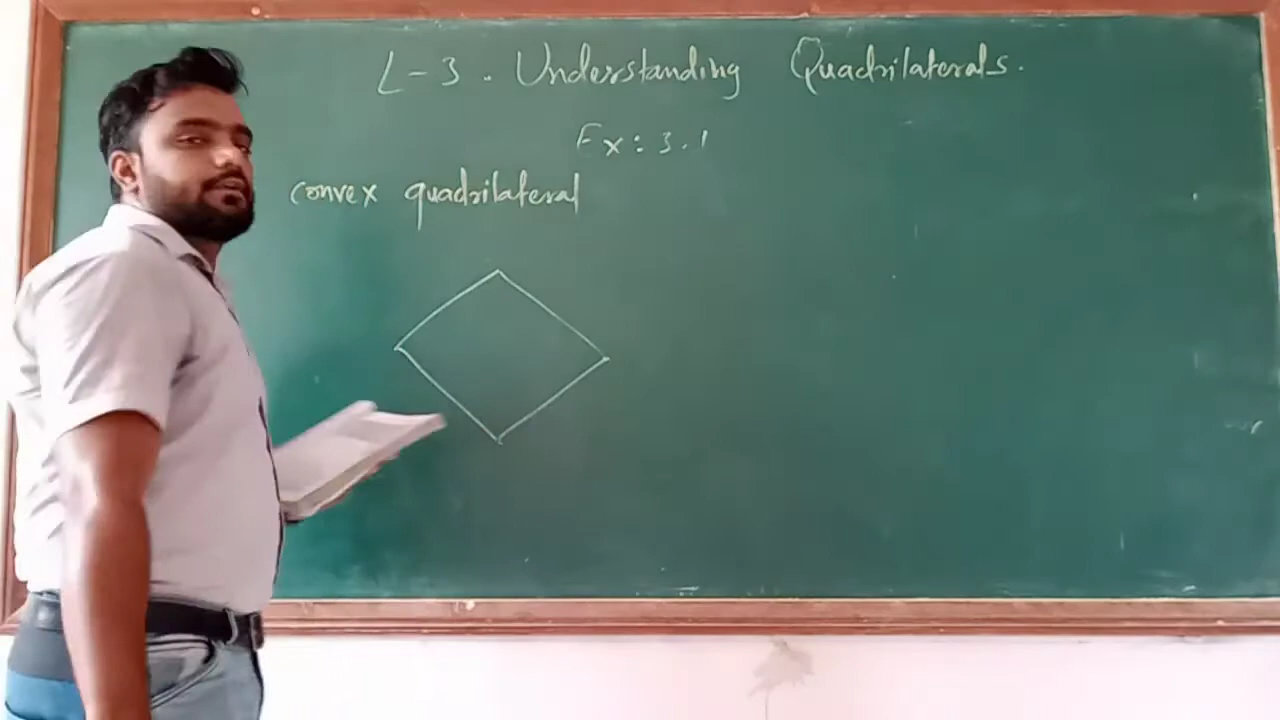 L-3. Understanding Quadrilaterals.
Ex: 3.1
convex quadrilateral